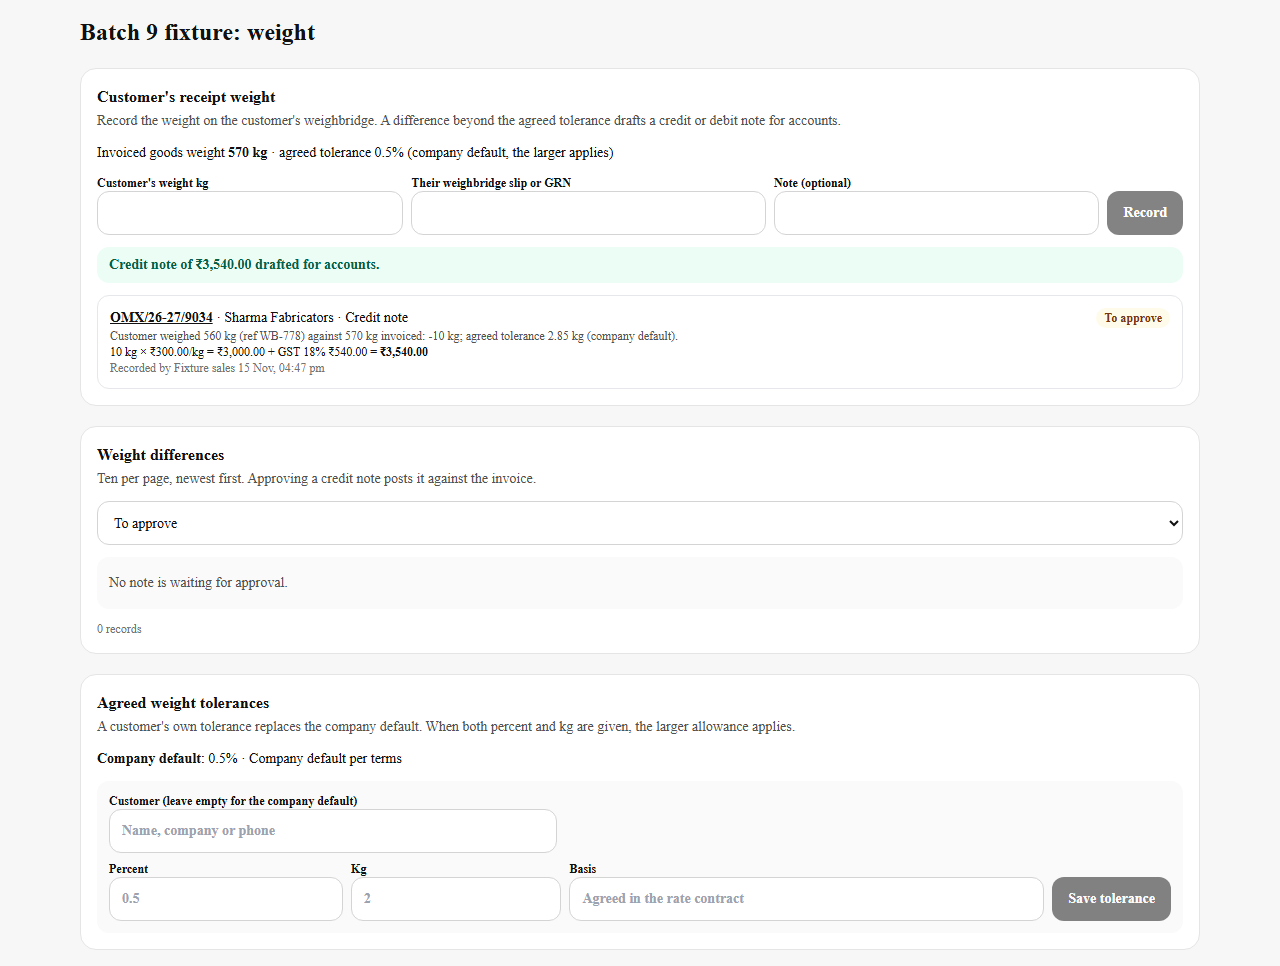 Batch 9 fixture: weight
Customer's receipt weight
Record the weight on the customer's weighbridge. A difference beyond the agreed tolerance drafts a credit or debit note for accounts.
Invoiced goods weight 570 kg · agreed tolerance 0.5% (company default, the larger applies)
Customer's weight kg
Their weighbridge slip or GRN
Note (optional)
Record
Credit note of ₹3,540.00 drafted for accounts.
OMX/26-27/9034 · Sharma Fabricators · Credit note
To approve
Customer weighed 560 kg (ref WB-778) against 570 kg invoiced: -10 kg; agreed tolerance 2.85 kg (company default).
10 kg × ₹300.00/kg = ₹3,000.00 + GST 18% ₹540.00 = ₹3,540.00
Recorded by Fixture sales 15 Nov, 04:47 pm
Weight differences
Ten per page, newest first. Approving a credit note posts it against the invoice.
To approve
No note is waiting for approval.
0 records
Agreed weight tolerances
A customer's own tolerance replaces the company default. When both percent and kg are given, the larger allowance applies.
Company default: 0.5% · Company default per terms
Customer (leave empty for the company default)
Name, company or phone
Percent
Kg
Basis
0.5
2
Agreed in the rate contract
Save tolerance